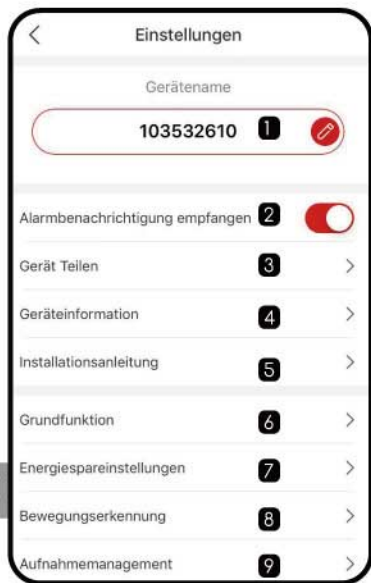 Einstellungen
Gerätename
103532610 1
Alarmbenachrichtigung empfangen 2
Gerät Teilen 3
Geräteinformation 4
Installationsanleitung 5
Grundfunktion 6
Energiespareinstellungen 7
Bewegungserkennung 8
Aufnahmemanagement 9